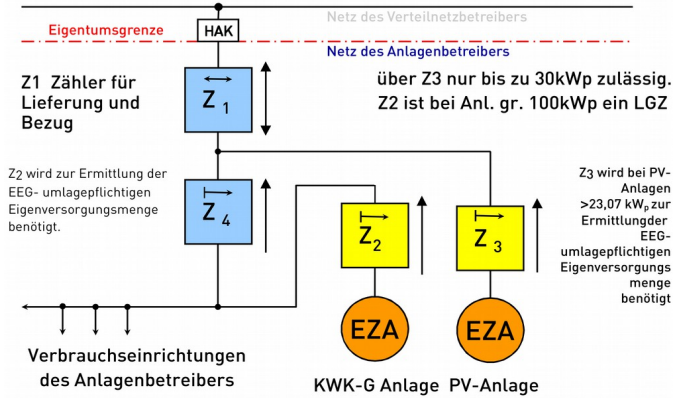 Netz des Verteilnetzbetreibers
Eigentumsgrenze
HAK
Netz des Anlagenbetreibers
Z1 Zähler für
Lieferung und
Bezug
Z 1
über Z3 nur bis zu 30kWp zulässig.
Z2 ist bei Anl. gr. 100kWp ein LGZ
Z2 wird zur Ermittlung der
EEG- umlagepflichtigen
Eigenversorgungsmenge
benötigt.
Z 4
Z 2
Z 3
Z3 wird bei PV-
Anlagen
>23,07 kWp zur
Ermittlungder
EEG-
umlagepflichtigen
Eigenversorgungs
menge
benötigt
EZA
EZA
Verbrauchseinrichtungen
des Anlagenbetreibers
KWK-G Anlage
PV-Anlage